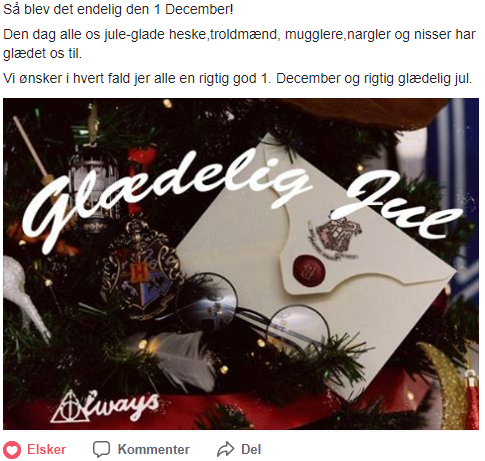 Så blev det endelig den 1 December!
Den dag alle os jule-glade heske,troldmænd, mugglere,nargler og nisser har
glædet os til.
Vi ønsker i hvert fald jer alle en rigtig god 1. December og rigtig glædelig jul.
Glædelig Jul
H
Always
Elsker
Kommenter
Del